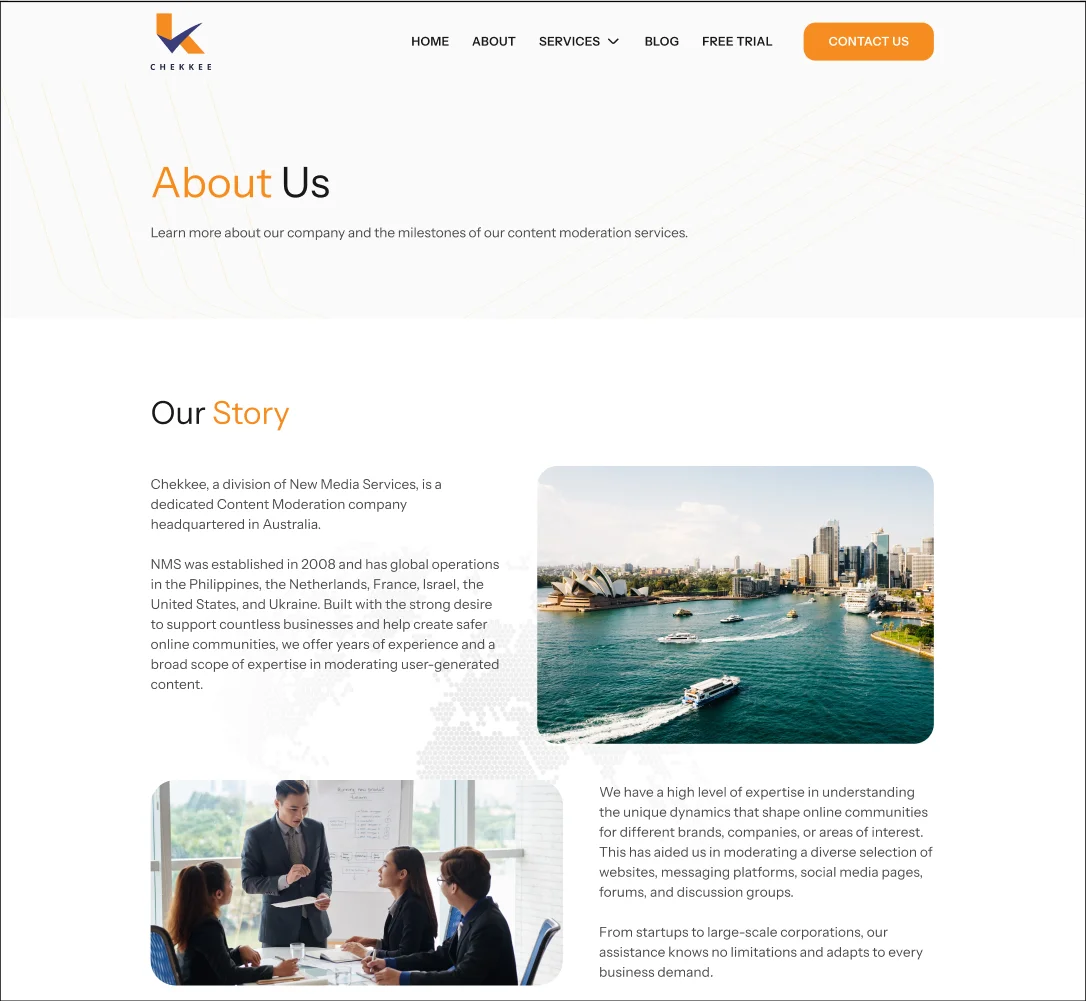 CHEKKEE
HOME ABOUT SERVICES BLOG FREE TRIAL CONTACT US
About Us
Learn more about our company and the milestones of our content moderation services.
Our Story
Chekkee, a division of New Media Services, is a
dedicated Content Moderation company
headquartered in Australia.
NMS was established in 2008 and has global operations
in the Philippines, the Netherlands, France, Israel, the
United States, and Ukraine. Built with the strong desire
to support countless businesses and help create safer
online communities, we offer years of experience and a
broad scope of expertise in moderating user-generated
content.
We have a high level of expertise in understanding
the unique dynamics that shape online communities
for different brands, companies, or areas of interest.
This has aided us in moderating a diverse selection of
websites, messaging platforms, social media pages,
forums, and discussion groups.
From startups to large-scale corporations, our
assistance knows no limitations and adapts to every
business demand.